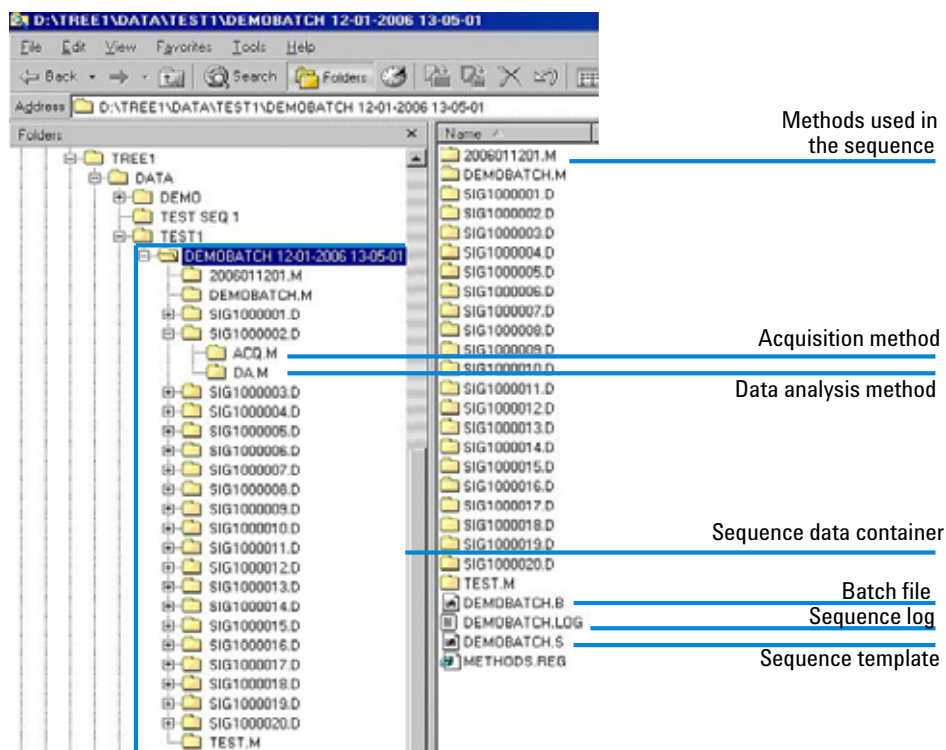 D:\TREE1\DATA\TEST1\DEMOBATCH 12-01-2006 13-05-01
File Edit View Favorites Tools Help
Back Search Folders
Address D:\TREE1\DATA\TEST1\DEMOBATCH 12-01-2006 13-05-01
Folders
TREE1
DATA
DEMO
TEST SEQ 1
TEST1
DEMOBATCH 12-01-2006 13-05-01
2006011201.M
DEMOBATCH.M
SIG1000001.D
SIG1000002.D
ACQ.M
DA.M
SIG1000003.D
SIG1000004.D
SIG1000005.D
SIG1000006.D
SIG1000007.D
SIG1000008.D
SIG1000009.D
SIG1000010.D
SIG1000011.D
SIG1000012.D
SIG1000013.D
SIG1000014.D
SIG1000015.D
SIG1000016.D
SIG1000017.D
SIG1000018.D
SIG1000019.D
SIG1000020.D
TEST.M
Name
2006011201.M
DEMOBATCH.M
SIG1000001.D
SIG1000002.D
SIG1000003.D
SIG1000004.D
SIG1000005.D
SIG1000006.D
SIG1000007.D
SIG1000008.D
SIG1000009.D
SIG1000010.D
SIG1000011.D
SIG1000012.D
SIG1000013.D
SIG1000014.D
SIG1000015.D
SIG1000016.D
SIG1000017.D
SIG1000018.D
SIG1000019.D
SIG1000020.D
TEST.M
DEMOBATCH.B
DEMOBATCH.LOG
DEMOBATCH.S
METHODS.REG
Methods used in
the sequence
Acquisition method
Data analysis method
Sequence data container
Batch file
Sequence log
Sequence template